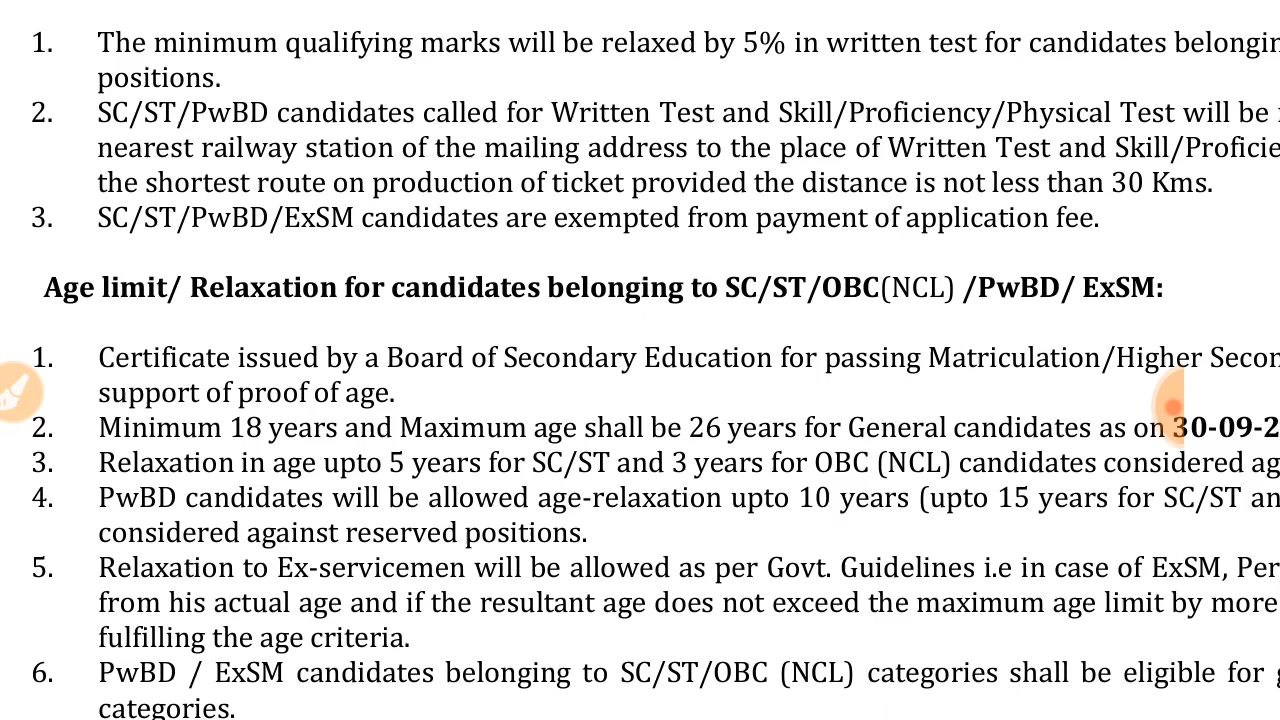 1. The minimum qualifying marks will be relaxed by 5% in written test for candidates
positions.
2. SC/ST/PwBD candidates called for Written Test and Skill/Proficiency/Physical Test will be
nearest railway station of the mailing address to the place of Written Test and
the shortest route on production of ticket provided the distance is not less than 30 Kms.
3. SC/ST/PwBD/ExSM candidates are exempted from payment of application fee.
Age limit/ Relaxation for candidates belonging to SC/ST/OBC(NCL) /PwBD/ ExSM:
1. Certificate issued by a Board of Secondary Education for passing Matriculation/Higher
support of proof of age.
2. Minimum 18 years and Maximum age shall be 26 years for General candidates as on 30-09-2
3. Relaxation in age upto 5 years for SC/ST and 3 years for OBC (NCL) candidates considered
4. PwBD candidates will be allowed age-relaxation upto 10 years (upto 15 years for SC/ST
considered against reserved positions.
5. Relaxation to Ex-servicemen will be allowed as per Govt. Guidelines i.e in case of ExSM,
from his actual age and if the resultant age does not exceed the maximum age limit by more
fulfilling the age criteria.
6. PwBD / ExSM candidates belonging to SC/ST/OBC (NCL) categories shall be eligible for
categories.